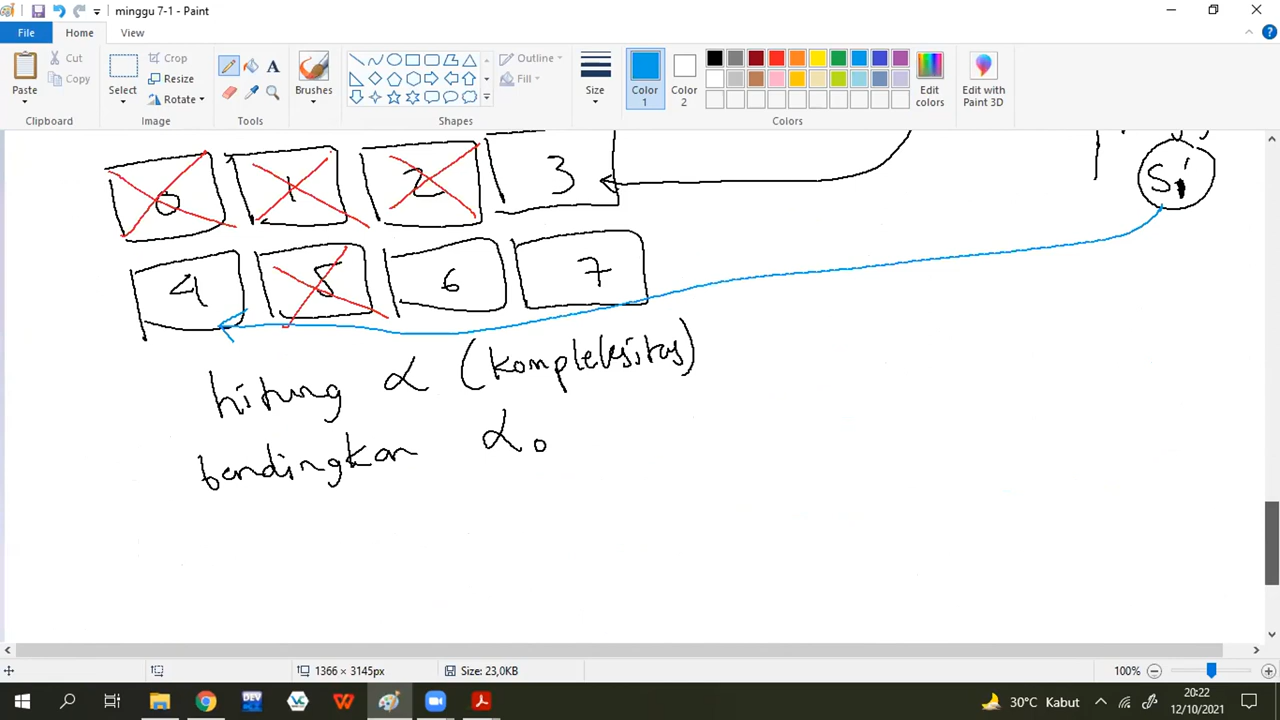 minggu 7-1 - Paint
File Home View
Cut Crop Outline
Copy Resize Fill
Paste Select Rotate Brushes Size Color 1 Color 2 Edit colors Edit with Paint 3D
Clipboard Image Tools Shapes Colors
0 1 2 3
Si
4 5 6 7
hitung α (kompleksitas)
bandingkan α0
1366 × 3145px Size: 23,0KB 100%
DEV 30°C Kabut 20:22
12/10/2021